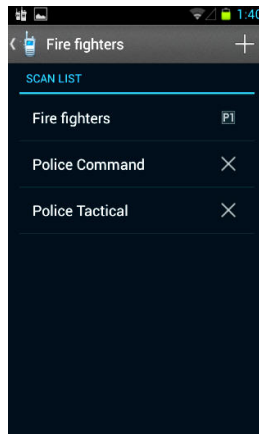 1:40
Fire fighters
SCAN LIST
Fire fighters P1
Police Command
Police Tactical